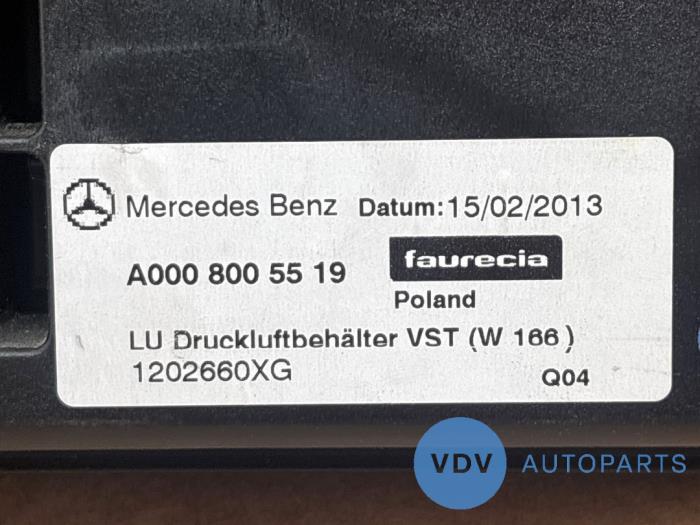 Mercedes Benz Datum: 15/02/2013
A000 800 55 19 faurecia
Poland
LU Druckluftbehälter VST (W 166)
1202660XG Q04
VDV AUTOPARTS